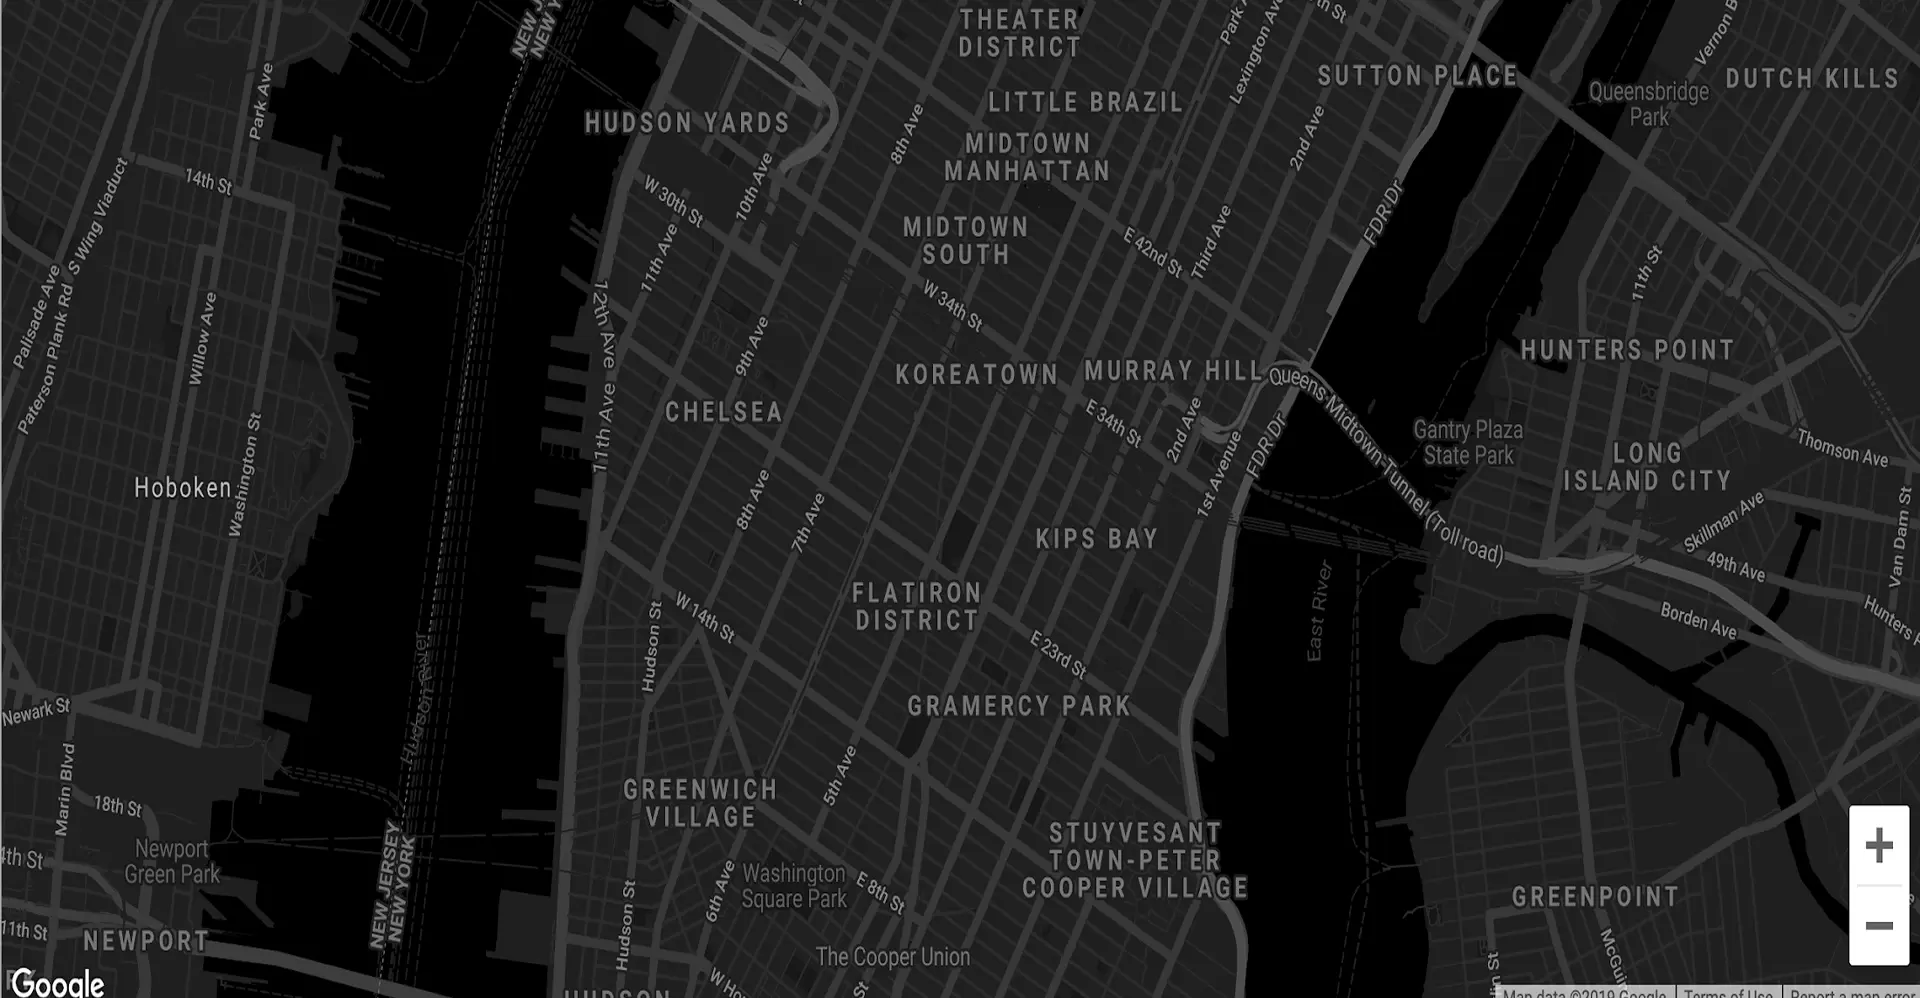 NEW J
NEW Y
THEATER
DISTRICT
Park A
Lexington Ave
Vernon B
SUTTON PLACE
Queensbridge
Park
DUTCH KILLS
Park Ave
HUDSON YARDS
LITTLE BRAZIL
8th Ave
2nd Ave
MIDTOWN
MANHATTAN
14th St
W 30th St
10th Ave
FDR Dr
S Wing Viaduct
MIDTOWN
SOUTH
E 42nd St
Third Ave
11th Ave
11th St
Palisade Ave
Paterson Plank Rd
Willow Ave
12th Ave
W 34th St
HUNTERS POINT
9th Ave
KOREATOWN
MURRAY HILL
Queens Midtown Tunnel (Toll road)
CHELSEA
11th Ave
E 34th St
2nd Ave
FDR Dr
Gantry Plaza
State Park
LONG
ISLAND CITY
Thomson Ave
Hoboken
Washington St
8th Ave
7th Ave
1st Avenue
Skillman Ave
KIPS BAY
49th Ave
Van Dam St
FLATIRON
DISTRICT
East River
Hudson St
W 14th St
E 23rd St
Borden Ave
Hunters P
Hudson River
Newark St
GRAMERCY PARK
Marin Blvd
18th St
5th Ave
GREENWICH
VILLAGE
STUYVESANT
TOWN-PETER
COOPER VILLAGE
Newport
Green Park
NEW JERSEY
NEW YORK
4th St
6th Ave
Washington
Square Park
E 8th St
GREENPOINT
11th St
NEWPORT
Hudson St
The Cooper Union
McGui
Google
W Ho
St
HUDSON
Map data ©2019 Google
Terms of Use
Report a map error